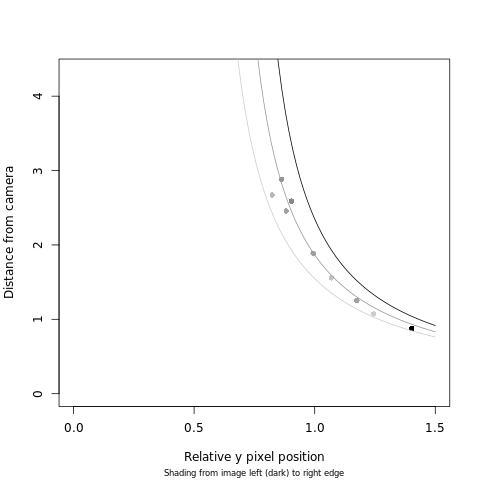 Distance from camera
4
3
2
1
0
0.0 0.5 1.0 1.5
Relative y pixel position
Shading from image left (dark) to right edge